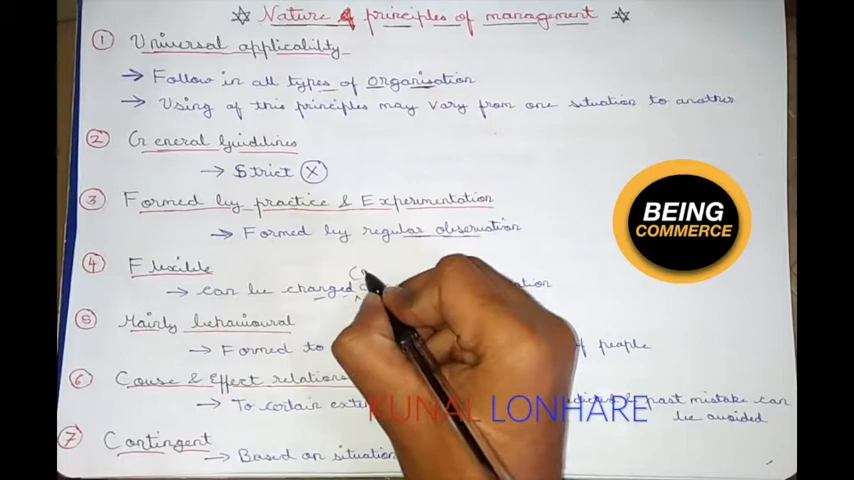 Nature of principles of management
1 Universal applicability
→ Follow in all types of organisation
→ Using of this principles may vary from one situation to another
2 General guidlines
→ Strict X
3 Formed by practice & Experimentation
→ Formed by regular observation
4 Flexible
→ can be changed
5 Mainly behavioural
→ Formed to of people
6 Cause & Effect relations
→ To certain past mistake can
be avoided
7 Contingent
→ Based on situation
BEING
COMMERCE
KUNAL LONHARE